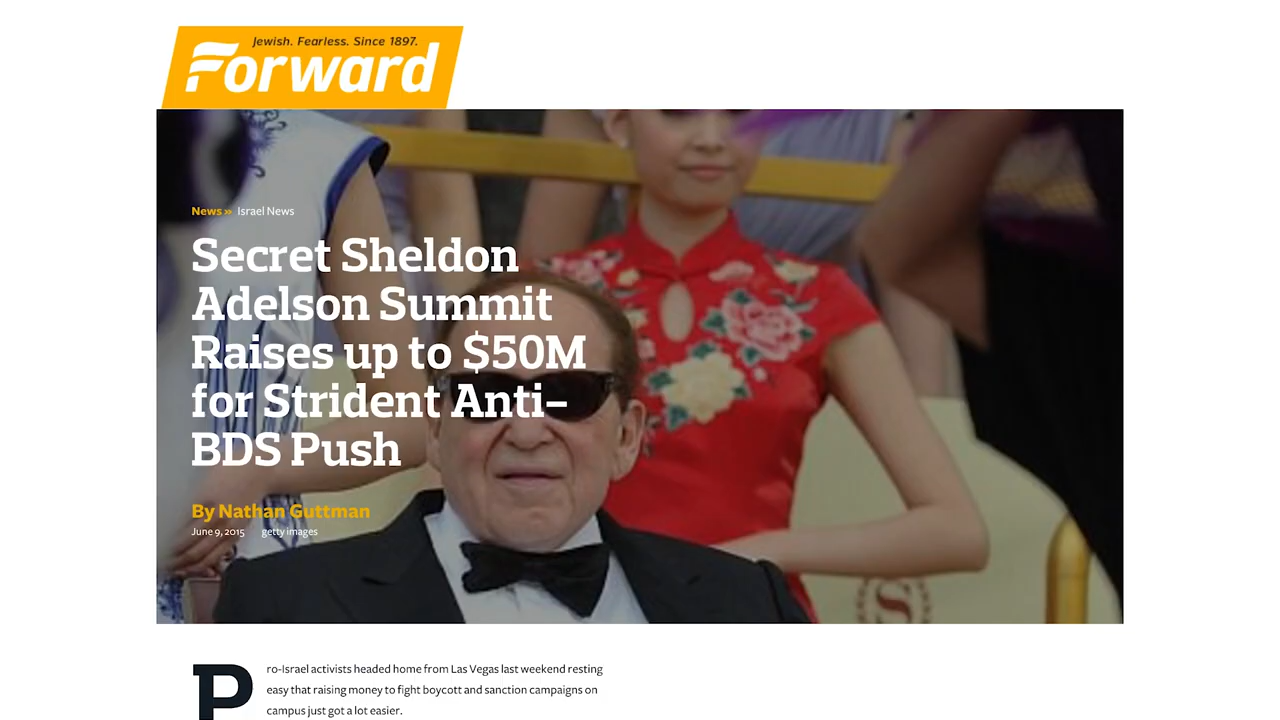 Jewish. Fearless. Since 1897.
Forward
News » Israel News
Secret Sheldon
Adelson Summit
Raises up to $50M
for Strident Anti–
BDS Push
By Nathan Guttman
June 9, 2015 getty images
S
Pro-Israel activists headed home from Las Vegas last weekend resting
easy that raising money to fight boycott and sanction campaigns on
campus just got a lot easier.